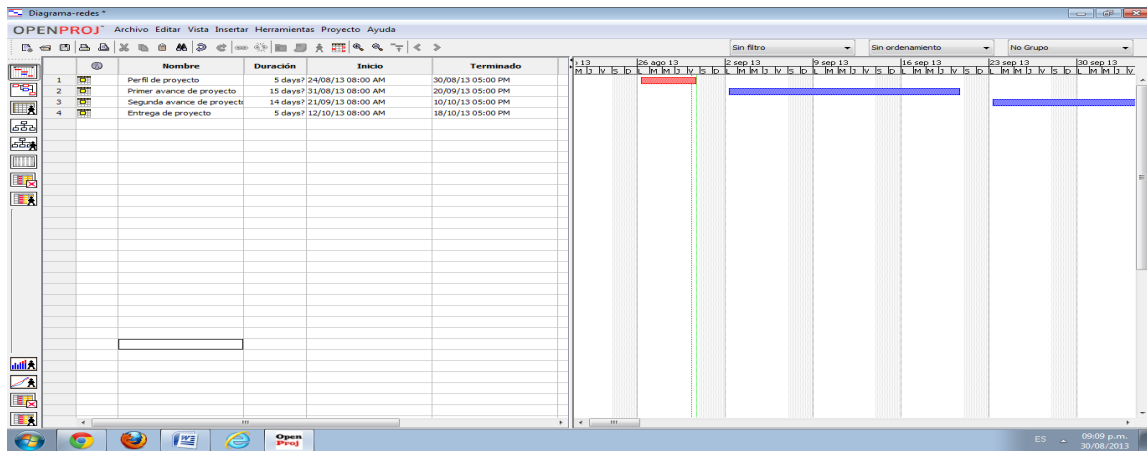 Diagrama-redes *
OPENPROJ Archivo Editar Vista Insertar Herramientas Proyecto Ayuda
Sin filtro Sin ordenamiento No Grupo
Nombre Duración Inicio Terminado
13 26 ago 13 2 sep 13 9 sep 13 16 sep 13 23 sep 13 30 sep 13
M J V S D L M M J V S D L M M J V S D L M M J V S D L M M J V S D L M M J V S D L M M J V
1 Perfil de proyecto 5 days? 24/08/13 08:00 AM 30/08/13 05:00 PM
2 Primer avance de proyecto 15 days? 31/08/13 08:00 AM 20/09/13 05:00 PM
3 Segunda avance de proyecto 14 days? 21/09/13 08:00 AM 10/10/13 05:00 PM
4 Entrega de proyecto 5 days? 12/10/13 08:00 AM 18/10/13 05:00 PM
Open
Proj
ES 09:09 p.m.
30/08/2013